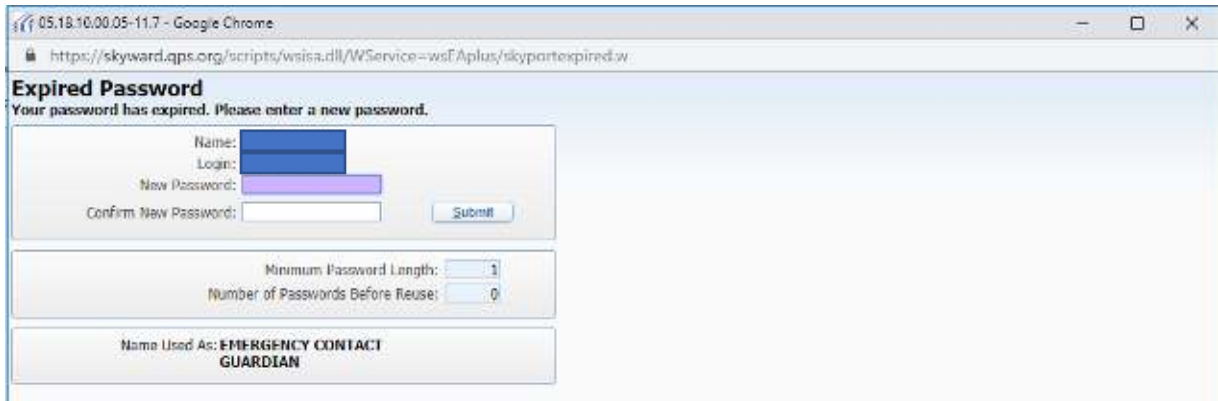 05.18.10.00.05-11.7 - Google Chrome
https://skyward.qps.org/scripts/wsisa.dll/WService=wsEAplus/skyportexpired.w
Expired Password
Your password has expired. Please enter a new password.
Name:
Login:
New Password:
Confirm New Password:
Submit
Minimum Password Length: 1
Number of Passwords Before Reuse: 0
Name Used As: EMERGENCY CONTACT
GUARDIAN